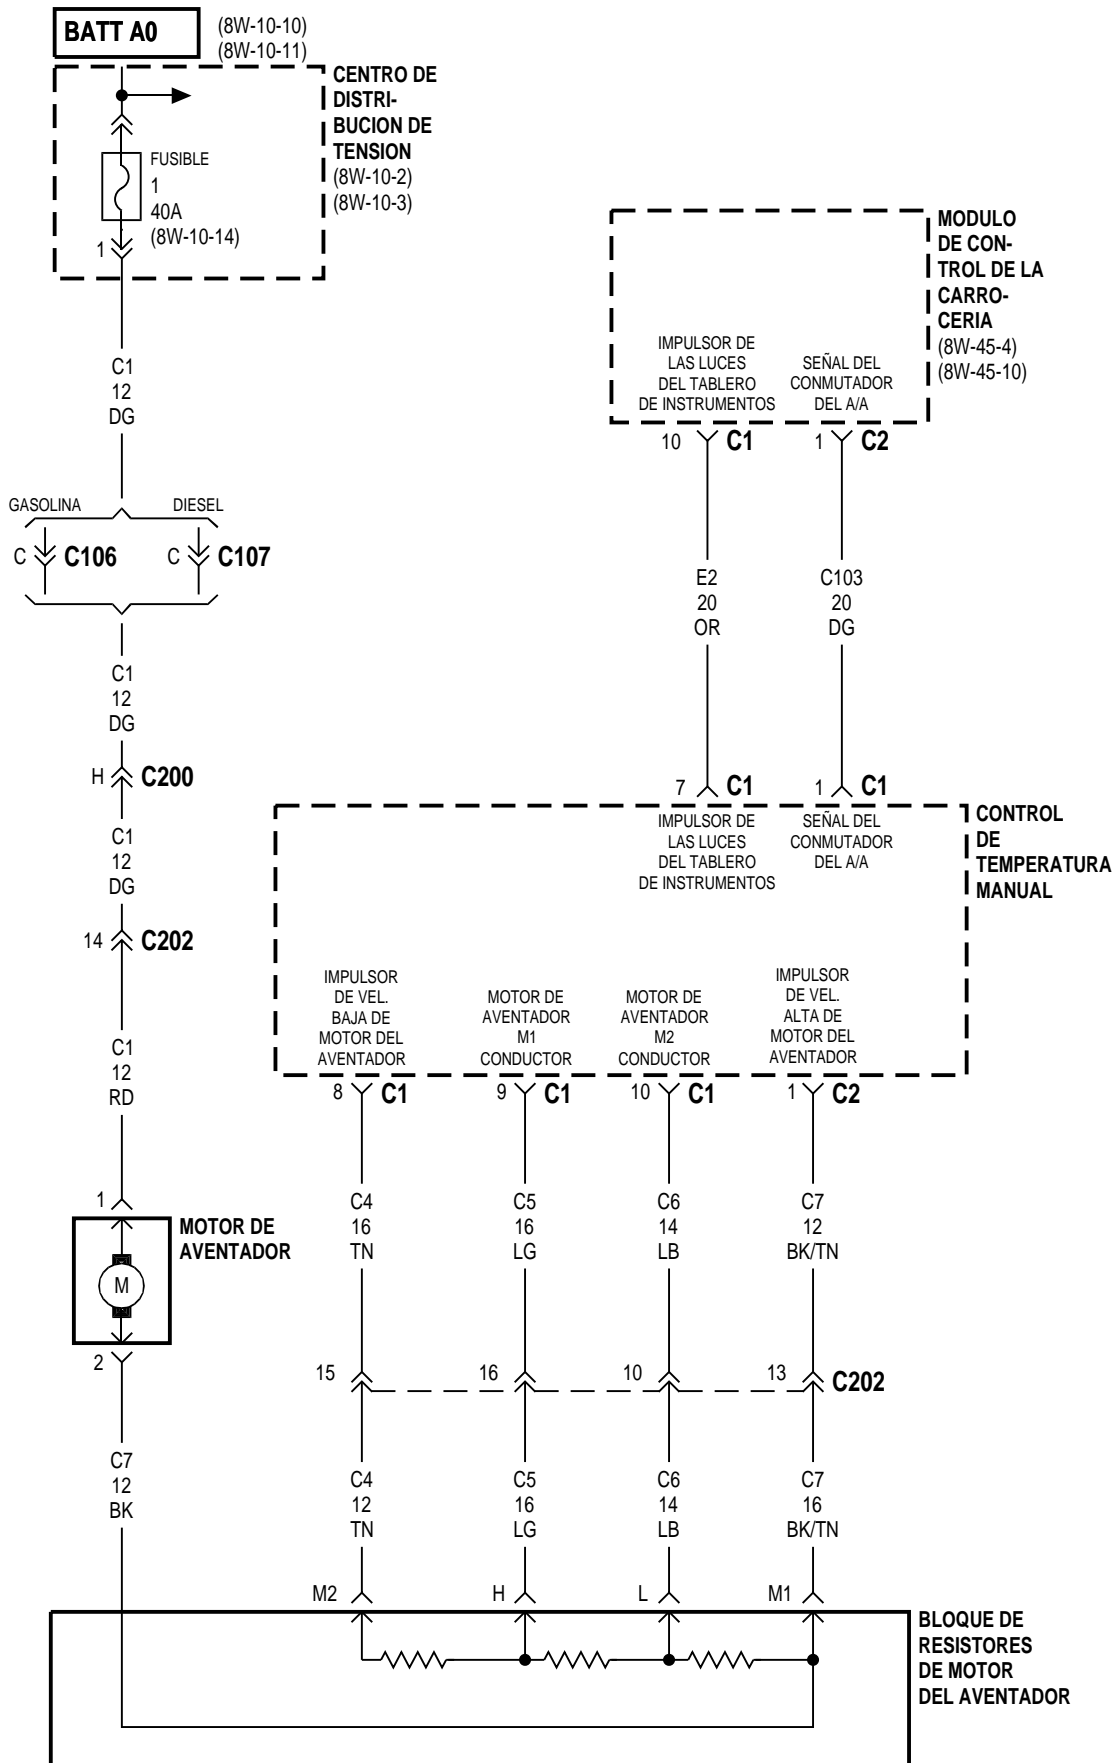 BATT A0
(8W-10-10)
(8W-10-11)
CENTRO DE
DISTRI-
BUCION DE
TENSION
(8W-10-2)
(8W-10-3)
FUSIBLE
1
40A
(8W-10-14)
1
C1
12
DG
GASOLINA
DIESEL
C
C106
C
C107
C1
12
DG
H
C200
C1
12
DG
14
C202
C1
12
RD
1
MOTOR DE
AVENTADOR
M
2
C7
12
BK
MODULO
DE CON-
TROL DE LA
CARRO-
CERIA
(8W-45-4)
(8W-45-10)
IMPULSOR DE
LAS LUCES
DEL TABLERO
DE INSTRUMENTOS
SEÑAL DEL
CONMUTADOR
DEL A/A
10
C1
1
C2
E2
20
OR
C103
20
DG
7
C1
1
C1
CONTROL
DE
TEMPERATURA
MANUAL
IMPULSOR DE
LAS LUCES
DEL TABLERO
DE INSTRUMENTOS
SEÑAL DEL
CONMUTADOR
DEL A/A
IMPULSOR
DE VEL.
BAJA DE
MOTOR DEL
AVENTADOR
MOTOR DE
AVENTADOR
M1
CONDUCTOR
MOTOR DE
AVENTADOR
M2
CONDUCTOR
IMPULSOR
DE VEL.
ALTA DE
MOTOR DEL
AVENTADOR
8
C1
9
C1
10
C1
1
C2
C4
16
TN
C5
16
LG
C6
14
LB
C7
12
BK/TN
15
16
10
13
C202
C4
12
TN
C5
16
LG
C6
14
LB
C7
16
BK/TN
M2
H
L
M1
BLOQUE DE
RESISTORES
DE MOTOR
DEL AVENTADOR